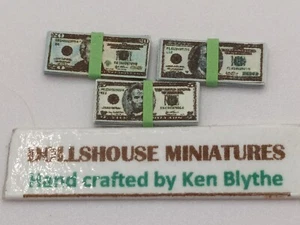 DOLLSHOUSE MINIATURES
Hand crafted by Ken Blythe